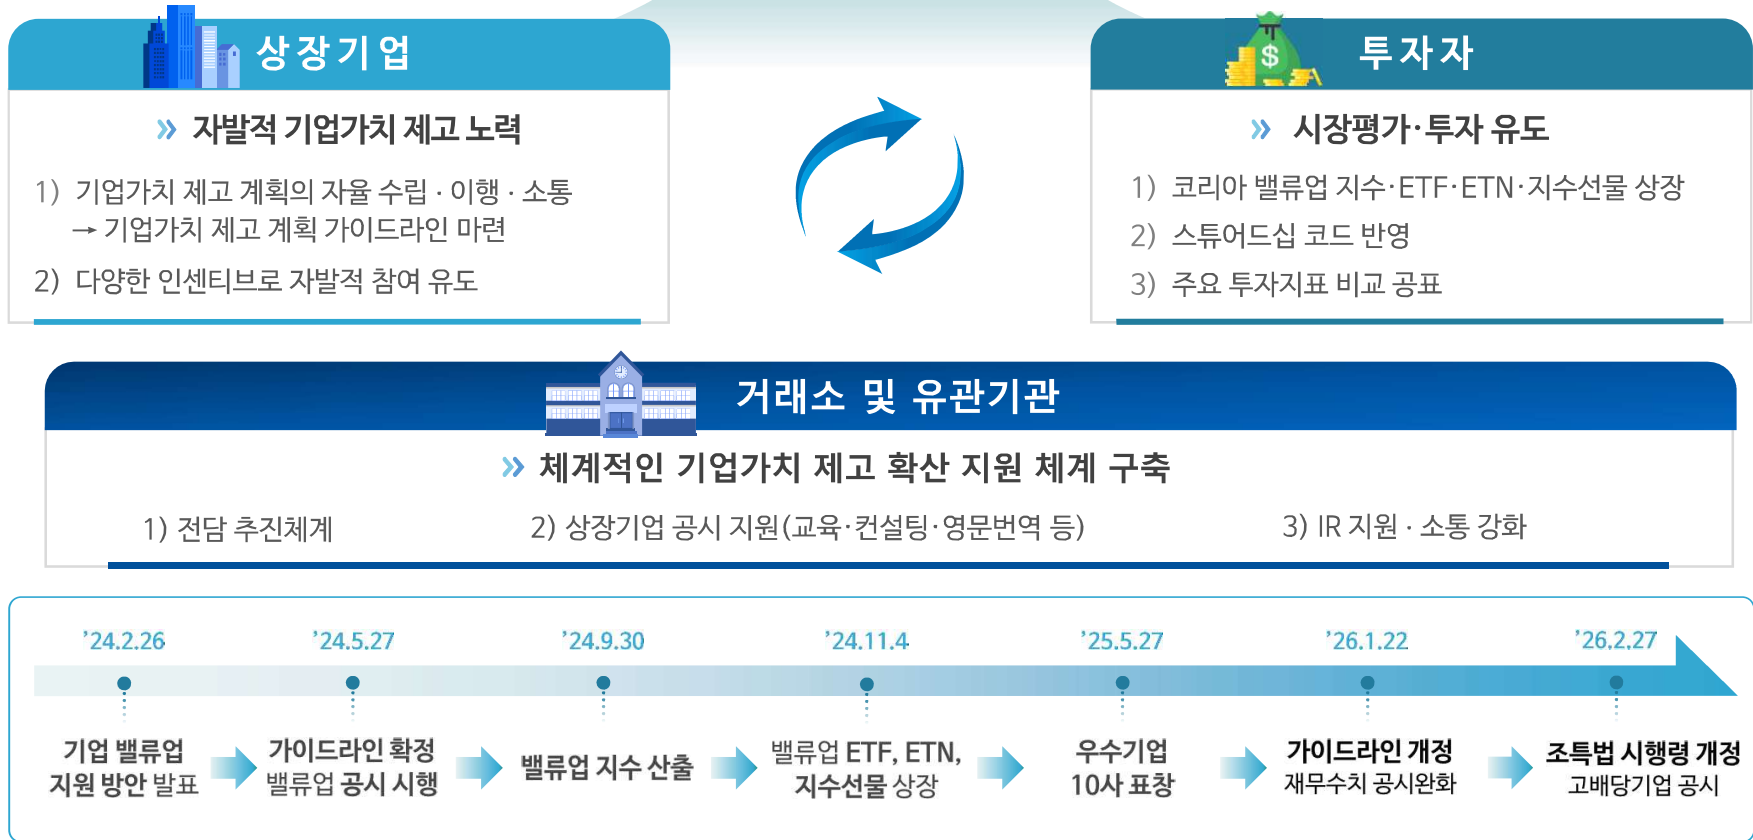 상장기업
» 자발적 기업가치 제고 노력
1) 기업가치 제고 계획의 자율 수립 · 이행 · 소통
→ 기업가치 제고 계획 가이드라인 마련
2) 다양한 인센티브로 자발적 참여 유도
$
투자자
» 시장평가·투자 유도
1) 코리아 밸류업 지수·ETF·ETN·지수선물 상장
2) 스튜어드십 코드 반영
3) 주요 투자지표 비교 공표
거래소 및 유관기관
» 체계적인 기업가치 제고 확산 지원 체계 구축
1) 전담 추진체계
2) 상장기업 공시 지원(교육·컨설팅·영문번역 등)
3) IR 지원 · 소통 강화
’24.2.26
기업 밸류업
지원 방안 발표
’24.5.27
가이드라인 확정
밸류업 공시 시행
’24.9.30
밸류업 지수 산출
’24.11.4
밸류업 ETF, ETN,
지수선물 상장
’25.5.27
우수기업
10사 표창
’26.1.22
가이드라인 개정
재무수치 공시완화
’26.2.27
조특법 시행령 개정
고배당기업 공시